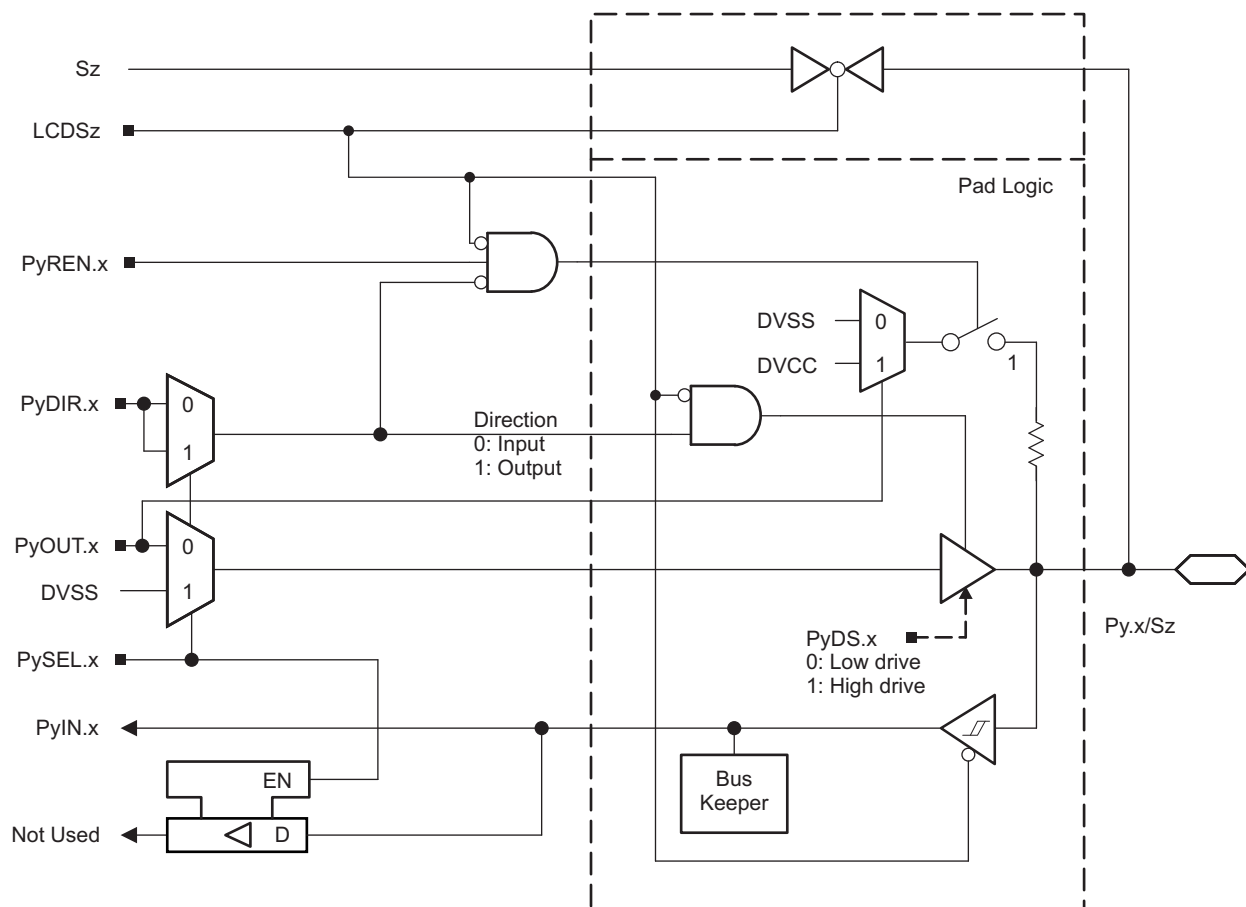 Sz
LCDSz
Pad Logic
PyREN.x
DVSS
0
DVCC
1
1
PyDIR.x
0
1
Direction
0: Input
1: Output
PyOUT.x
0
DVSS
1
PyDS.x
0: Low drive
1: High drive
Py.x/Sz
PySEL.x
PyIN.x
EN
Bus
Keeper
Not Used
D